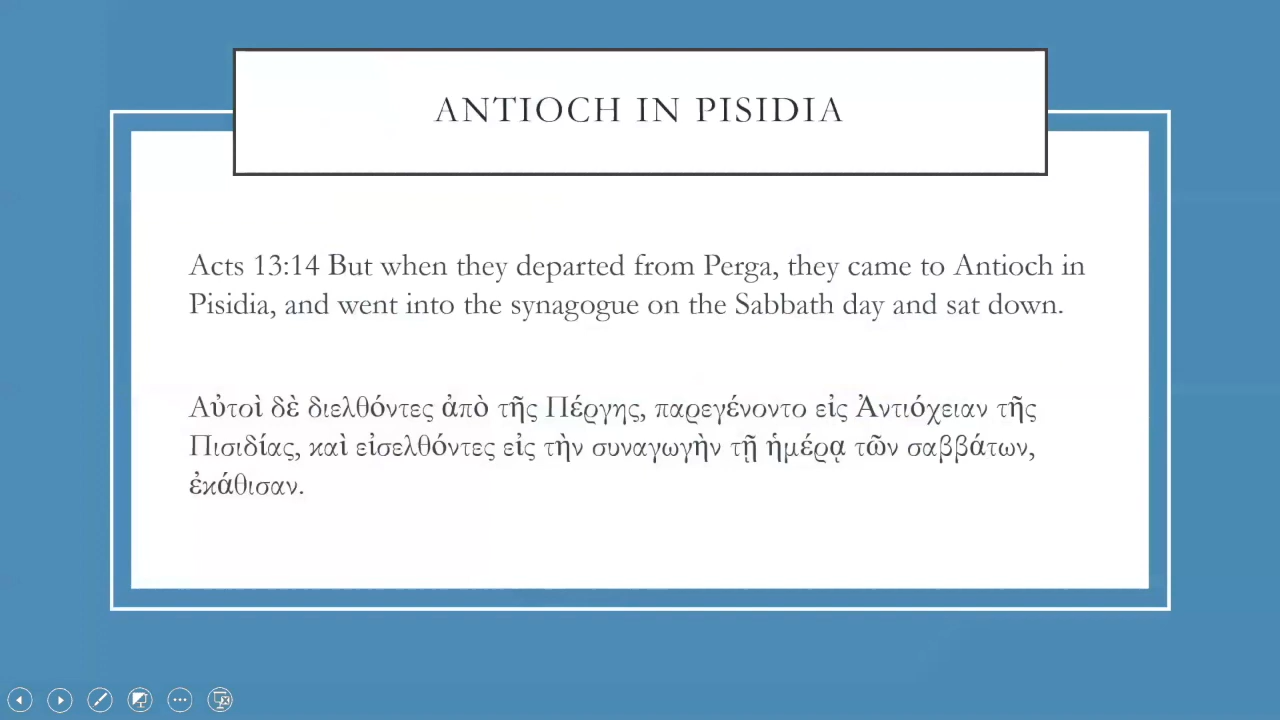 ANTIOCH IN PISIDIA
Acts 13:14 But when they departed from Perga, they came to Antioch in
Pisidia, and went into the synagogue on the Sabbath day and sat down.
Αὐτοὶ δὲ διελθόντες ἀπὸ τῆς Πέργης, παρεγένοντο εἰς Ἀντιόχειαν τῆς
Πισιδίας, καὶ εἰσελθόντες εἰς τὴν συναγωγὴν τῇ ἡμέρᾳ τῶν σαββάτων,
ἐκάθισαν.